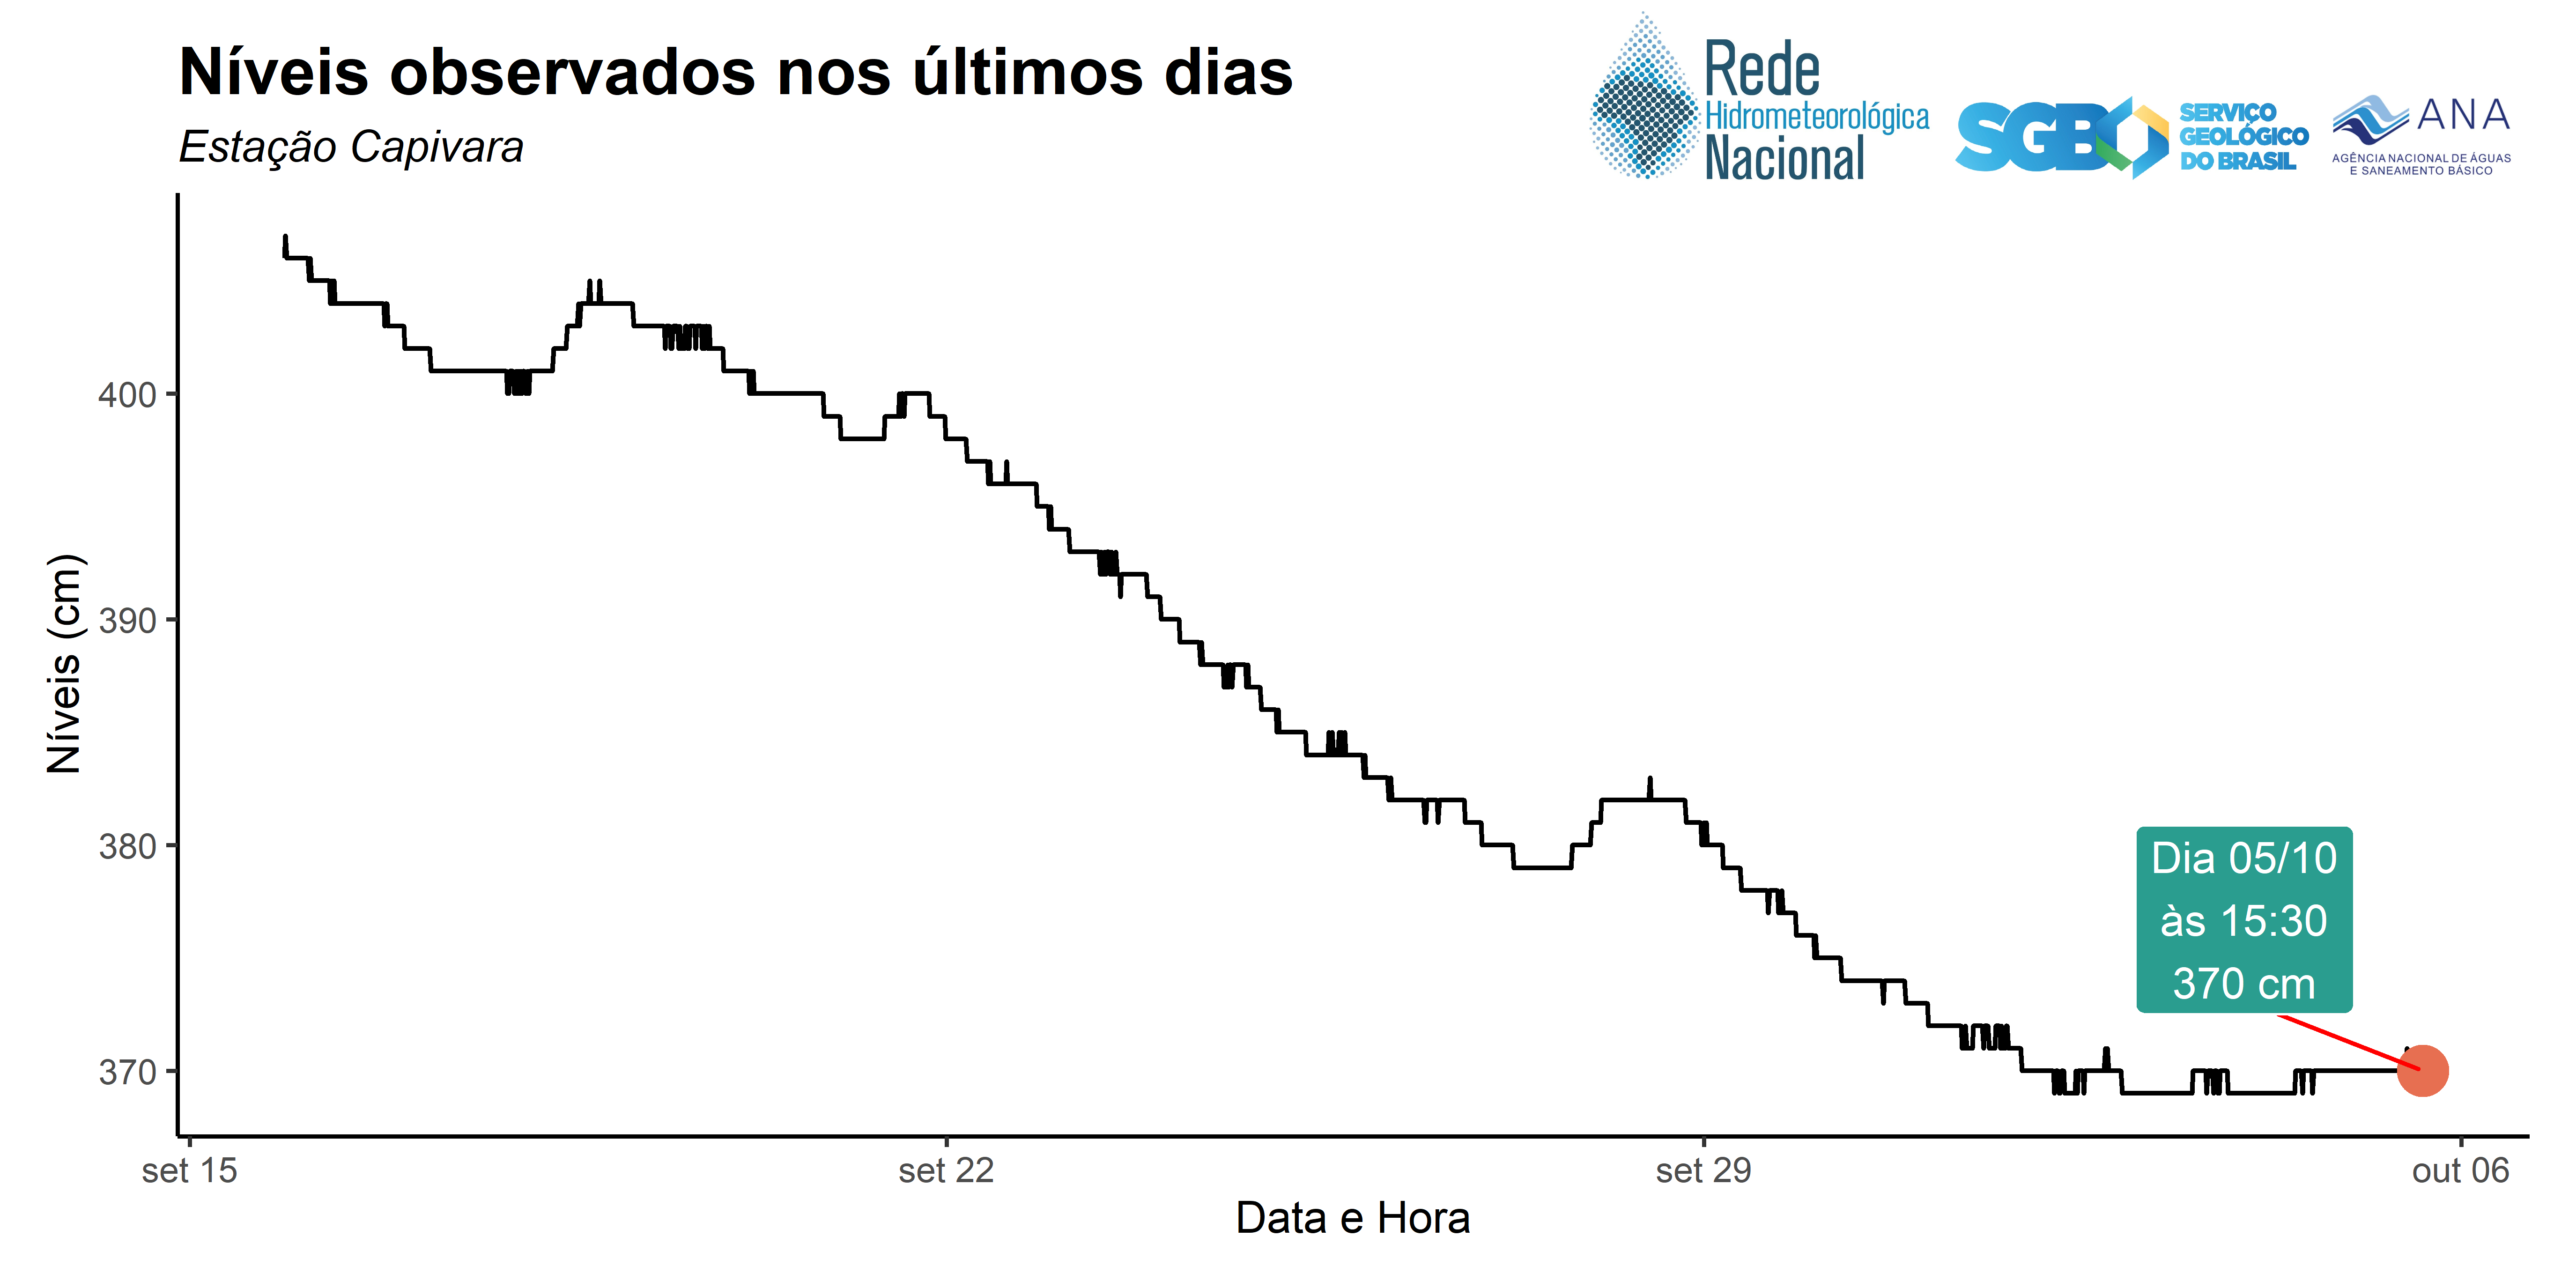 Níveis observados nos últimos dias
Estação Capivara
Rede
Hidrometeorológica
Nacional
SGB
SERVIÇO
GEOLÓGICO
DO BRASIL
ANA
AGÊNCIA NACIONAL DE ÁGUAS
E SANEAMENTO BÁSICO
Níveis (cm)
400
390
380
370
Dia 05/10
às 15:30
370 cm
set 15
set 22
set 29
out 06
Data e Hora